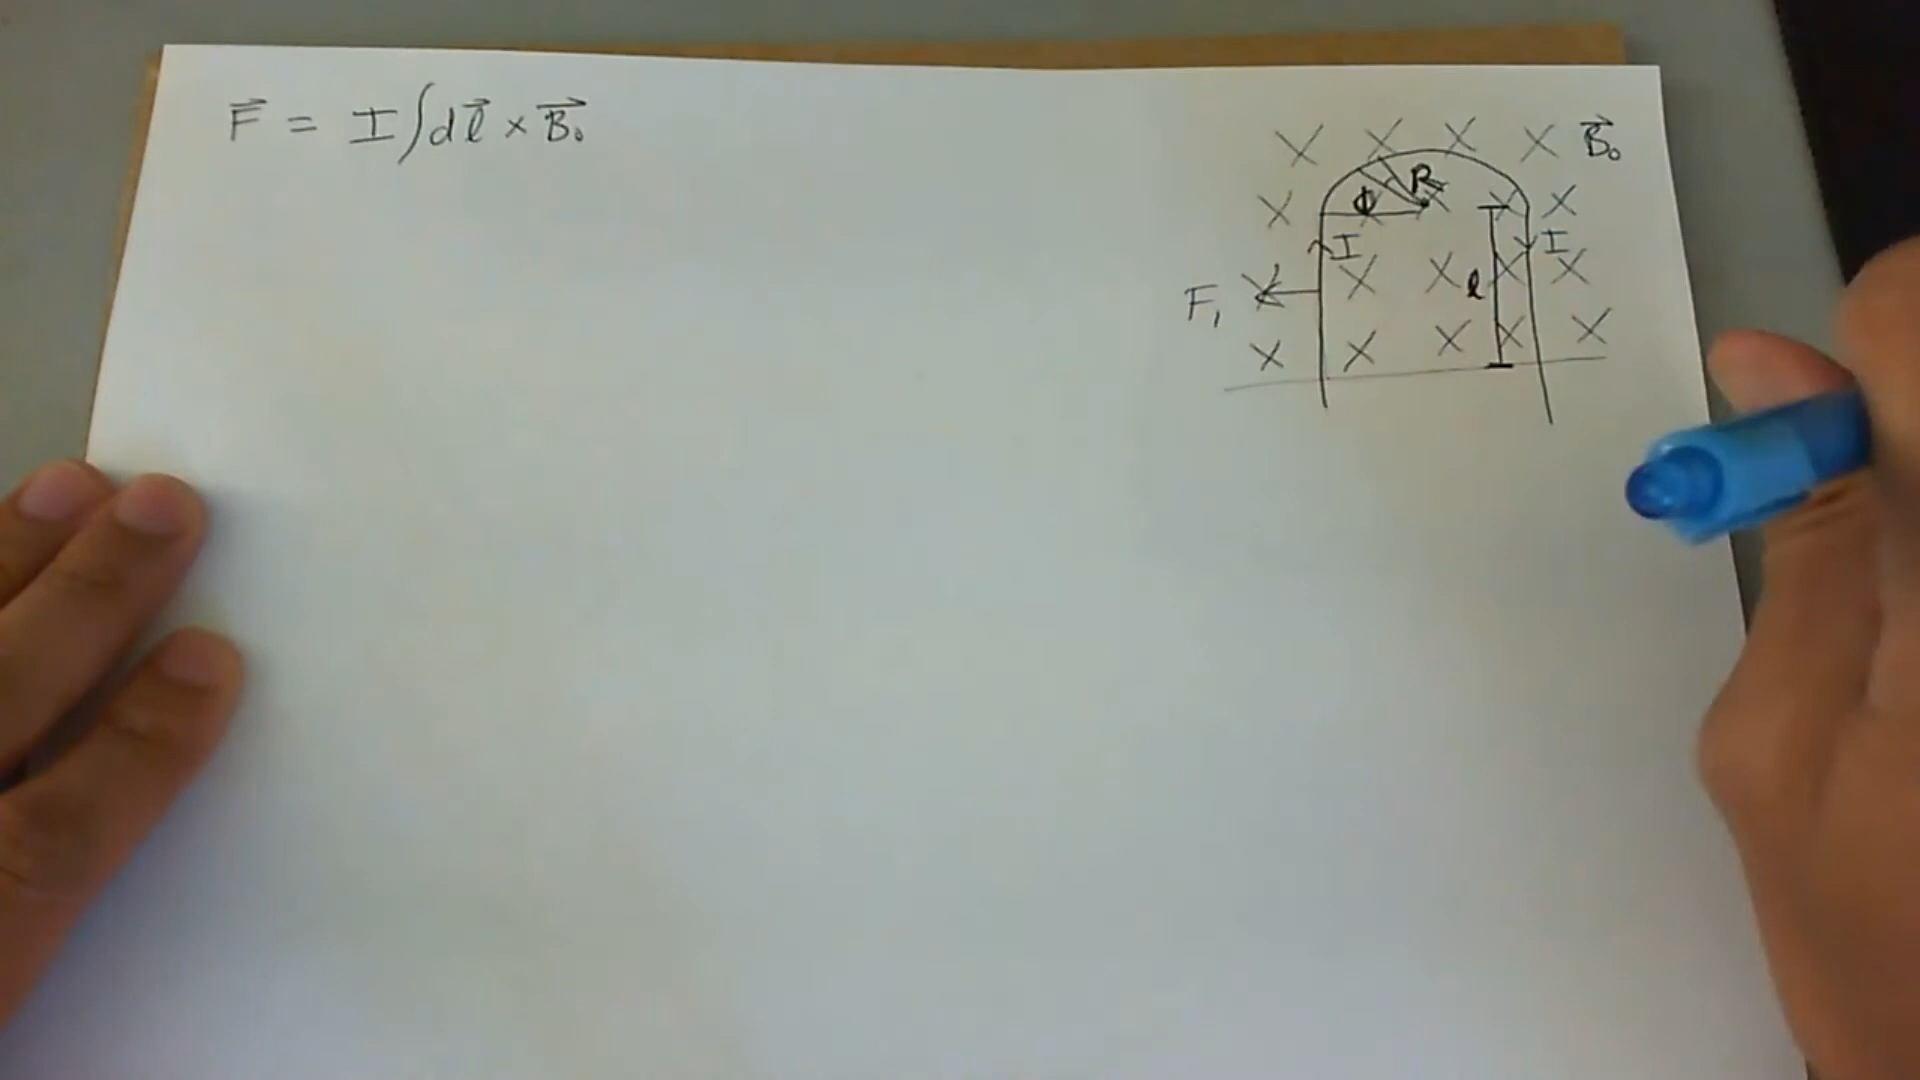 F⃗ = I∫dl⃗ × B⃗₀
× × × × B⃗₀
ϕ R
× × × ×
I I
× × × ×
F₁ l
× × × × ×